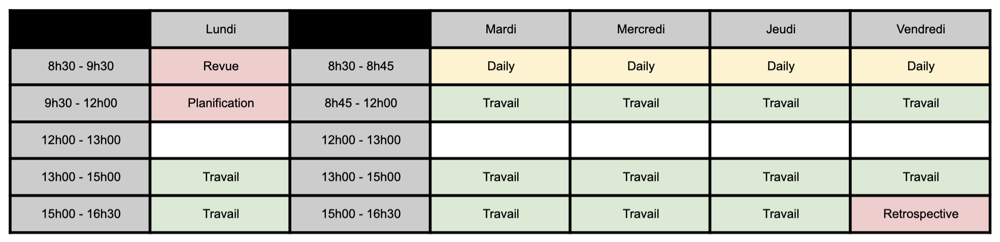 Lundi Mardi Mercredi Jeudi Vendredi
8h30 - 9h30 Revue 8h30 - 8h45 Daily Daily Daily Daily
9h30 - 12h00 Planification 8h45 - 12h00 Travail Travail Travail Travail
12h00 - 13h00 12h00 - 13h00
13h00 - 15h00 Travail 13h00 - 15h00 Travail Travail Travail Travail
15h00 - 16h30 Travail 15h00 - 16h30 Travail Travail Travail Retrospective